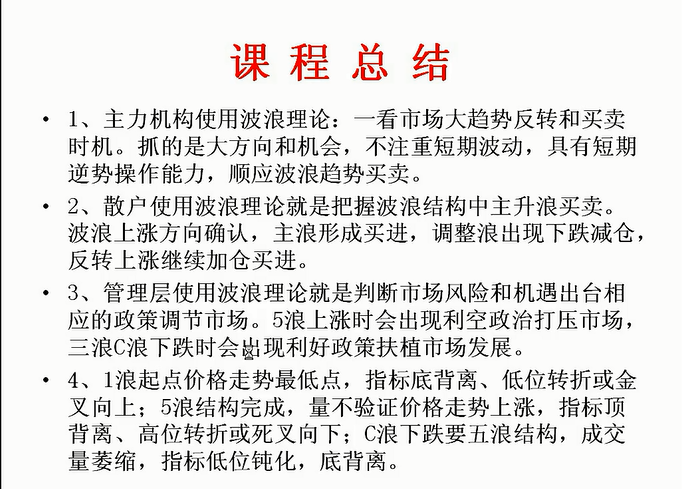 课 程 总 结
• 1、主力机构使用波浪理论：一看市场大趋势反转和买卖
时机。抓的是大方向和机会，不注重短期波动，具有短期
逆势操作能力，顺应波浪趋势买卖。
• 2、散户使用波浪理论就是把握波浪结构中主升浪买卖。
波浪上涨方向确认，主浪形成买进，调整浪出现下跌减仓，
反转上涨继续加仓买进。
• 3、管理层使用波浪理论就是判断市场风险和机遇出台相
应的政策调节市场。5浪上涨时会出现利空政治打压市场，
三浪C浪下跌时会出现利好政策扶植市场发展。
• 4、1浪起点价格走势最低点，指标底背离、低位转折或金
叉向上；5浪结构完成，量不验证价格走势上涨，指标顶
背离、高位转折或死叉向下；C浪下跌要五浪结构，成交
量萎缩，指标低位钝化，底背离。